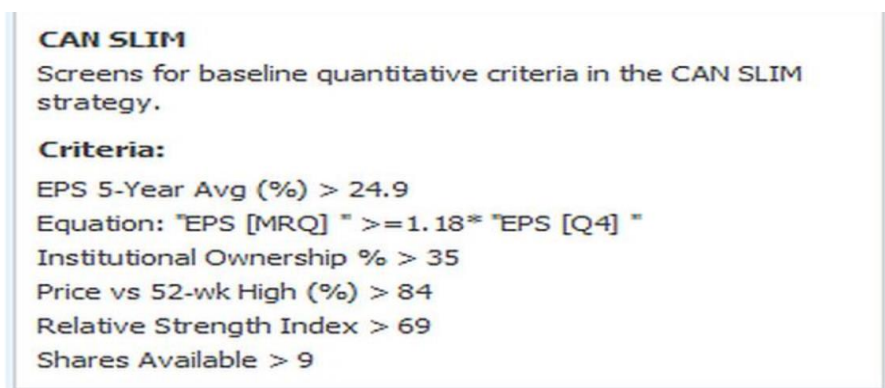 CAN SLIM
Screens for baseline quantitative criteria in the CAN SLIM
strategy.
Criteria:
EPS 5-Year Avg (%) > 24.9
Equation: "EPS [MRQ] " >=1.18* "EPS [Q4] "
Institutional Ownership % > 35
Price vs 52-wk High (%) > 84
Relative Strength Index > 69
Shares Available > 9